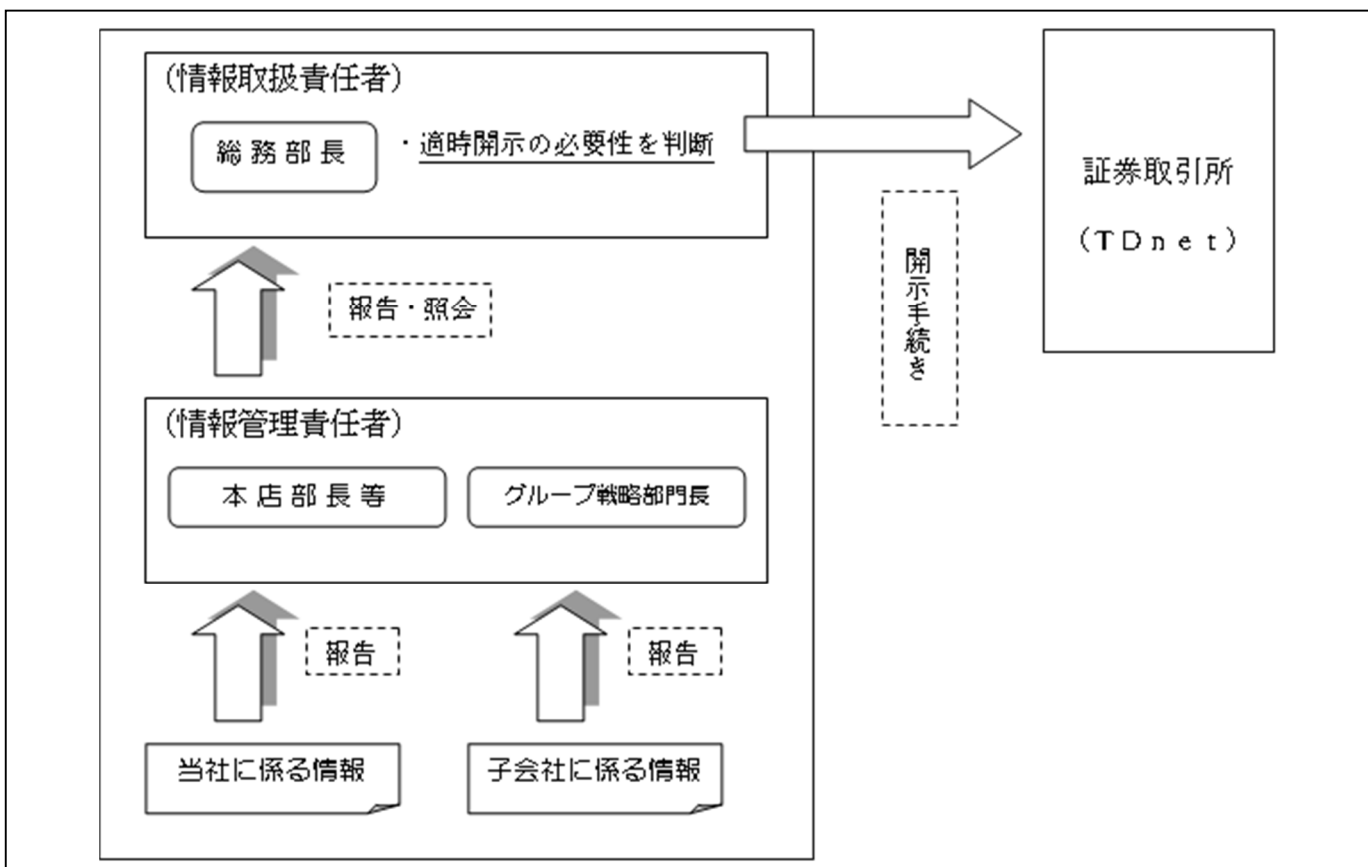 (情報取扱責任者)
総務部長
・適時開示の必要性を判断
証券取引所
(TDnet)
開示手続き
報告・照会
(情報管理責任者)
本店部長等
グループ戦略部門長
報告
報告
当社に係る情報
子会社に係る情報